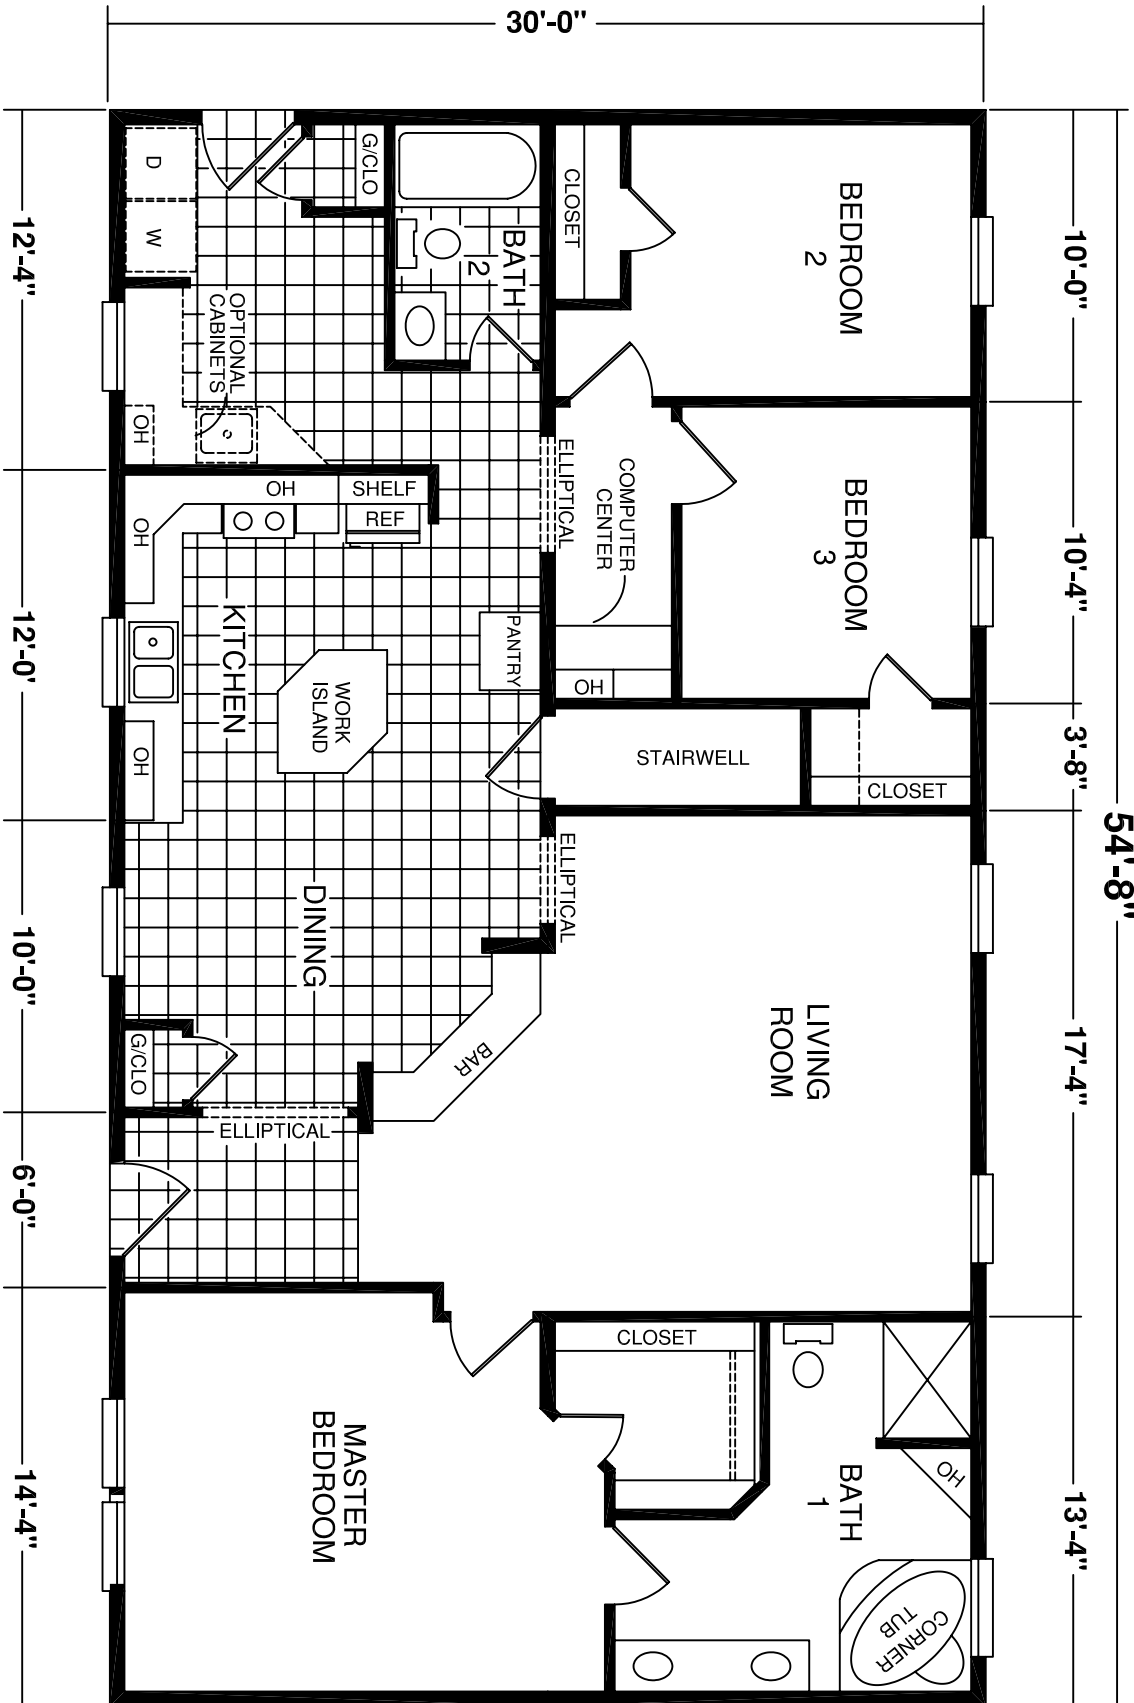 30'-0"
54'-8"
10'-0"
10'-4"
3'-8"
17'-4"
13'-4"
BEDROOM
2
CLOSET
BEDROOM
3
CLOSET
COMPUTER
CENTER
OH
STAIRWELL
ELLIPTICAL
ELLIPTICAL
LIVING
ROOM
BATH
1
OH
CORNER
TUB
CLOSET
G/CLO
BATH
2
D
W
OPTIONAL
CABINETS
OH
OH
SHELF
REF
OH
PANTRY
KITCHEN
WORK
ISLAND
OH
DINING
BAR
G/CLO
ELLIPTICAL
MASTER
BEDROOM
12'-4"
12'-0'
10'-0"
6'-0"
14'-4"